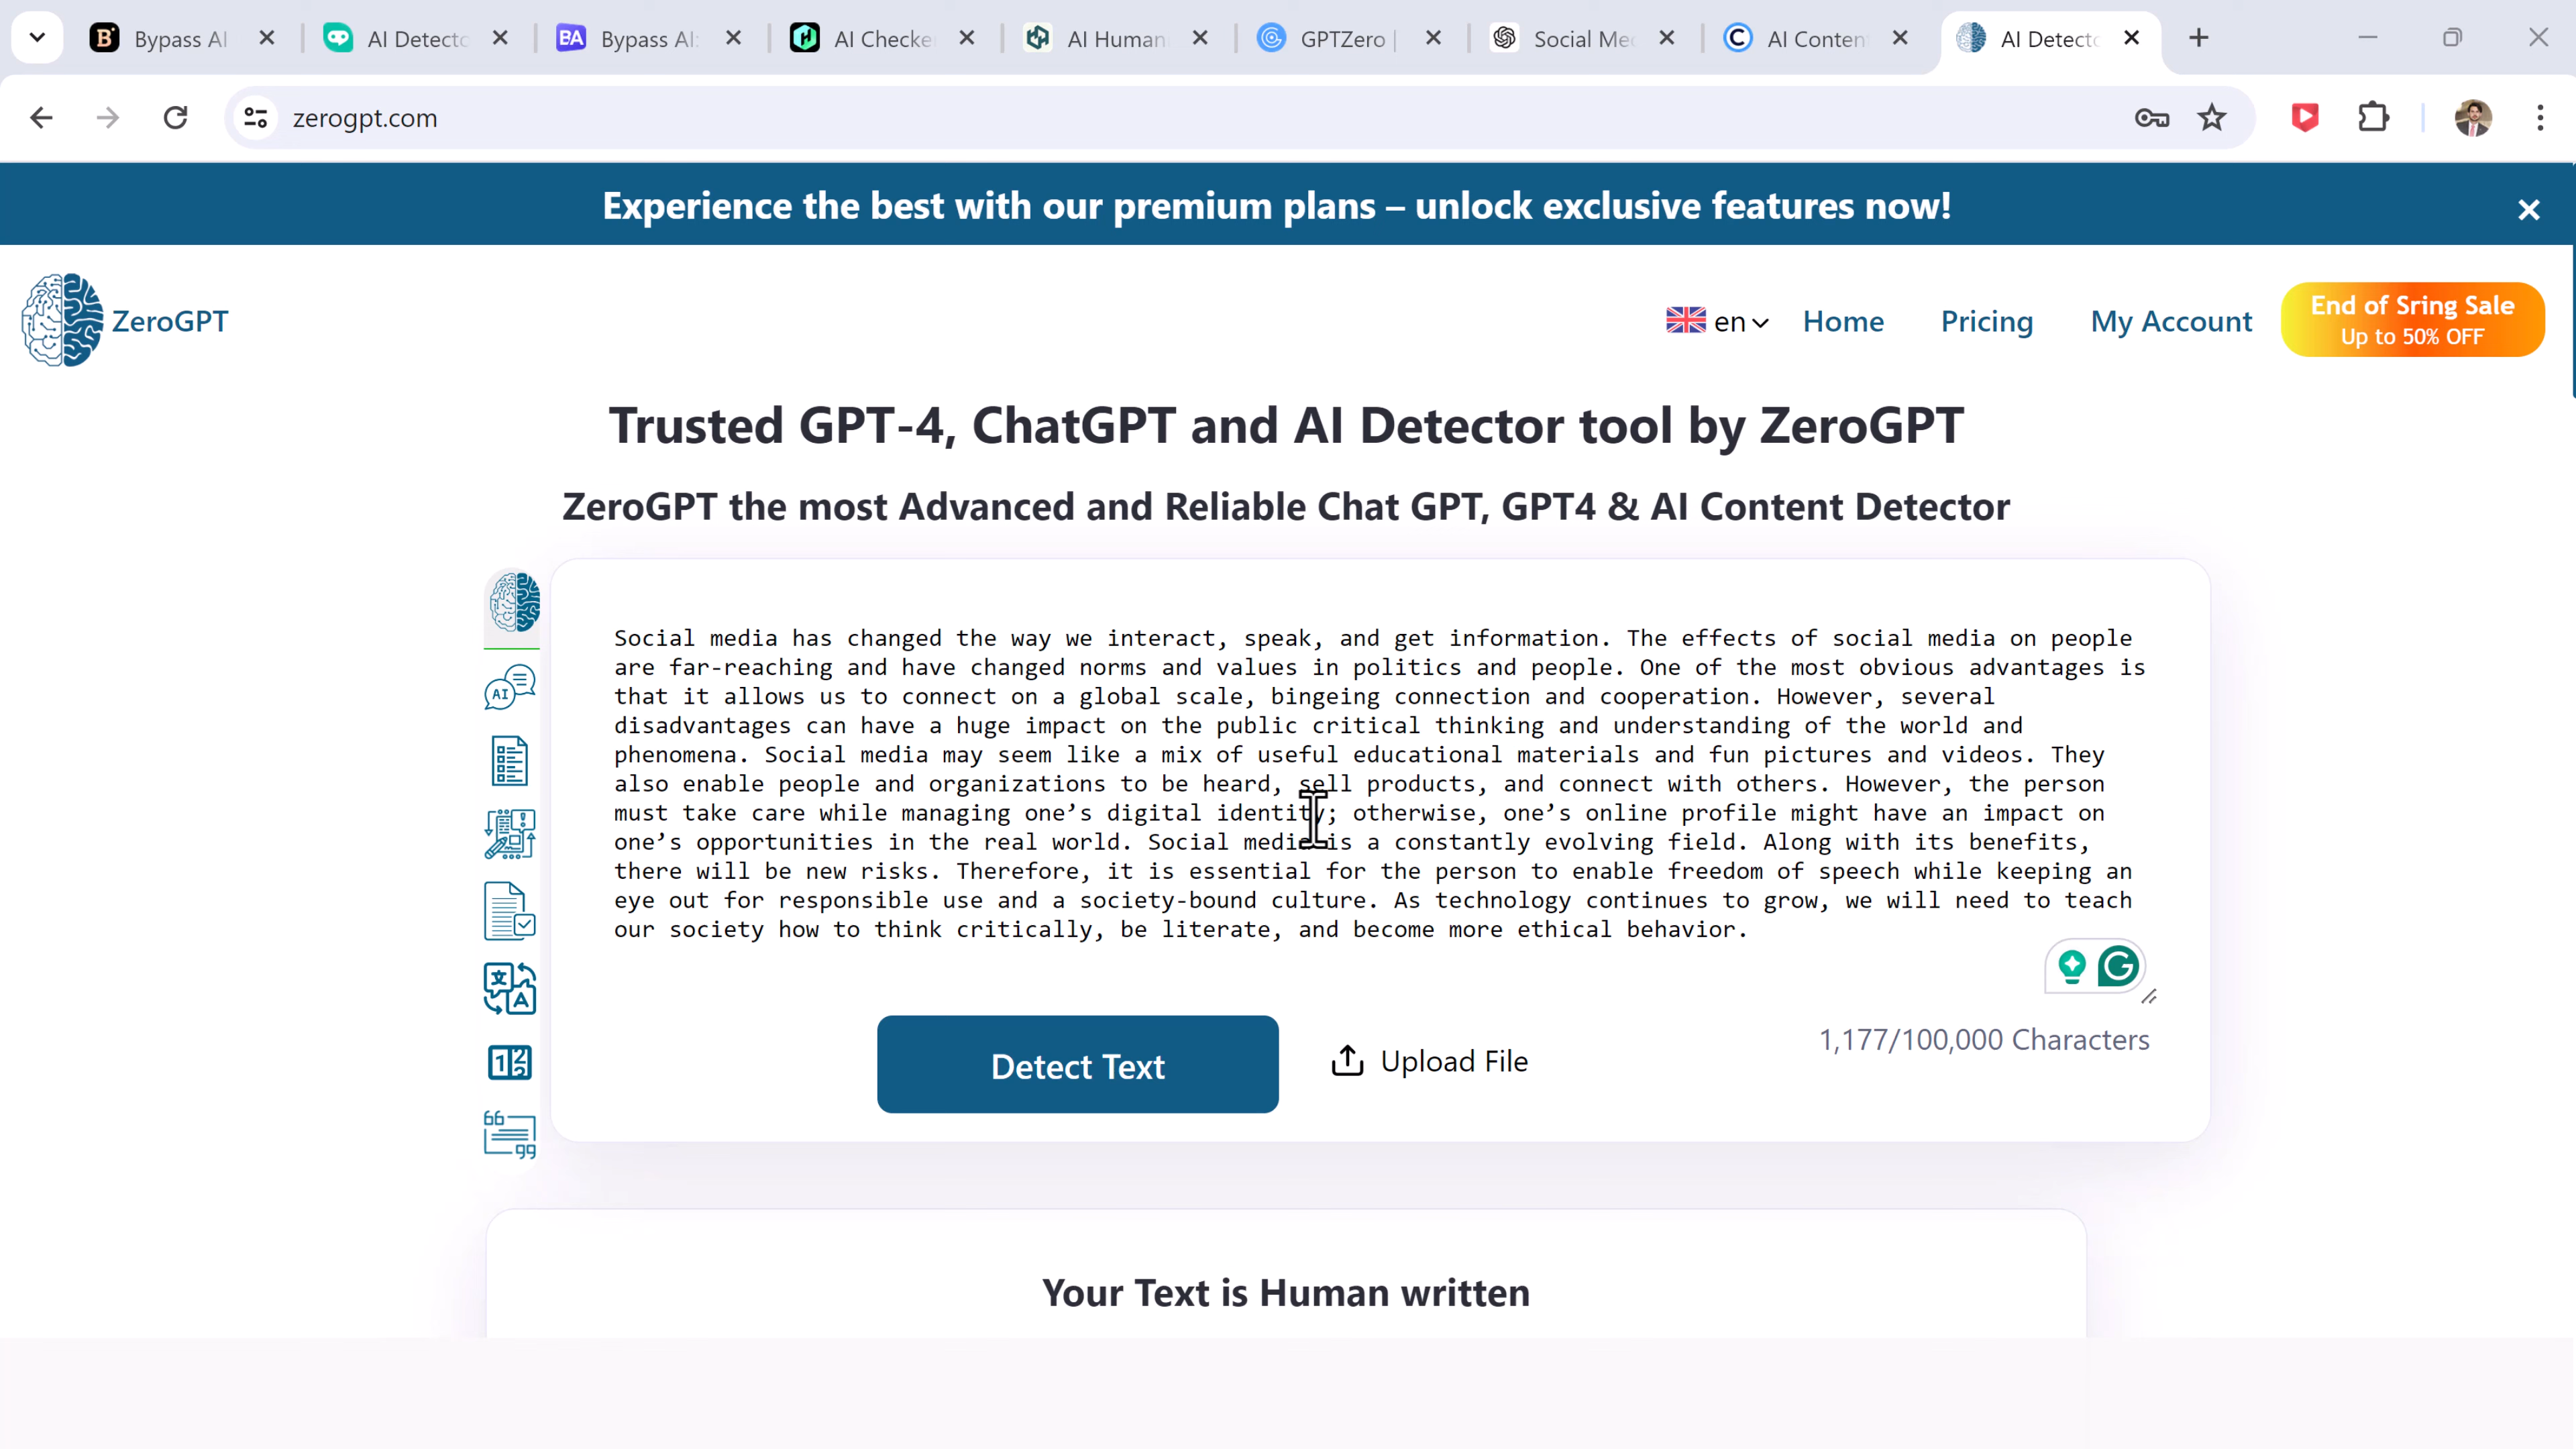 Bypass AI
AI Detecto
Bypass AI:
AI Checke
AI Human
GPTZero |
Social Me
AI Conten
AI Detecto
zerogpt.com
Experience the best with our premium plans – unlock exclusive features now!
ZeroGPT
en
Home
Pricing
My Account
End of Sring Sale
Up to 50% OFF
Trusted GPT-4, ChatGPT and AI Detector tool by ZeroGPT
ZeroGPT the most Advanced and Reliable Chat GPT, GPT4 & AI Content Detector
Social media has changed the way we interact, speak, and get information. The effects of social media on people
are far-reaching and have changed norms and values in politics and people. One of the most obvious advantages is
that it allows us to connect on a global scale, bingeing connection and cooperation. However, several
disadvantages can have a huge impact on the public critical thinking and understanding of the world and
phenomena. Social media may seem like a mix of useful educational materials and fun pictures and videos. They
also enable people and organizations to be heard, sell products, and connect with others. However, the person
must take care while managing one’s digital identity; otherwise, one’s online profile might have an impact on
one’s opportunities in the real world. Social media is a constantly evolving field. Along with its benefits,
there will be new risks. Therefore, it is essential for the person to enable freedom of speech while keeping an
eye out for responsible use and a society-bound culture. As technology continues to grow, we will need to teach
our society how to think critically, be literate, and become more ethical behavior.
Detect Text
Upload File
1,177/100,000 Characters
Your Text is Human written